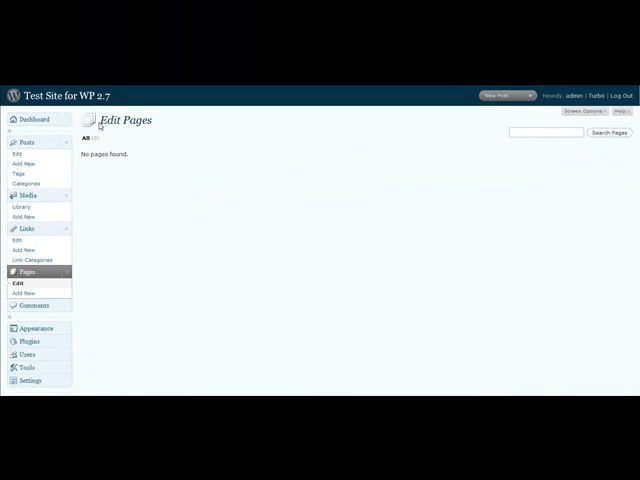 Test Site for WP 2.7
New Post
Howdy, admin | Turbo | Log Out
Screen Options
Help
Dashboard
Edit Pages
All (0)
Search Pages
No pages found.
Posts
Edit
Add New
Tags
Categories
Media
Library
Add New
Links
Edit
Add New
Link Categories
Pages
Edit
Add New
Comments
Appearance
Plugins
Users
Tools
Settings